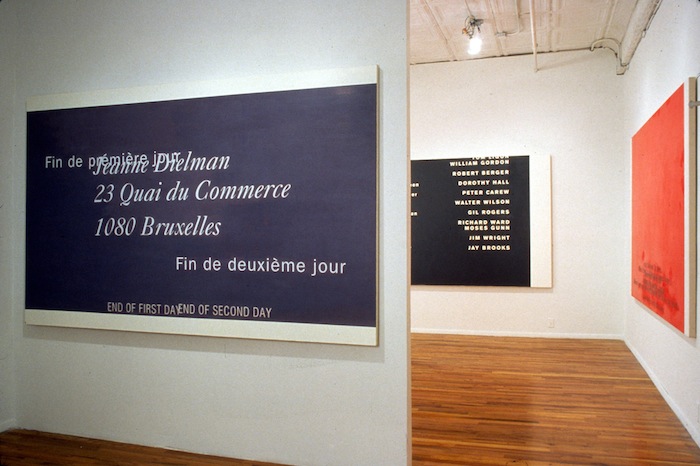 Fin de première jour
Jeanne Dielman
23 Quai du Commerce
1080 Bruxelles
Fin de deuxième jour
END OF FIRST DAY END OF SECOND DAY
WILLIAM GORDON
ROBERT BERGER
DOROTHY HALL
PETER CAREW
WALTER WILSON
GIL ROGERS
RICHARD WARD
MOSES GUNN
JIM WRIGHT
JAY BROOKS